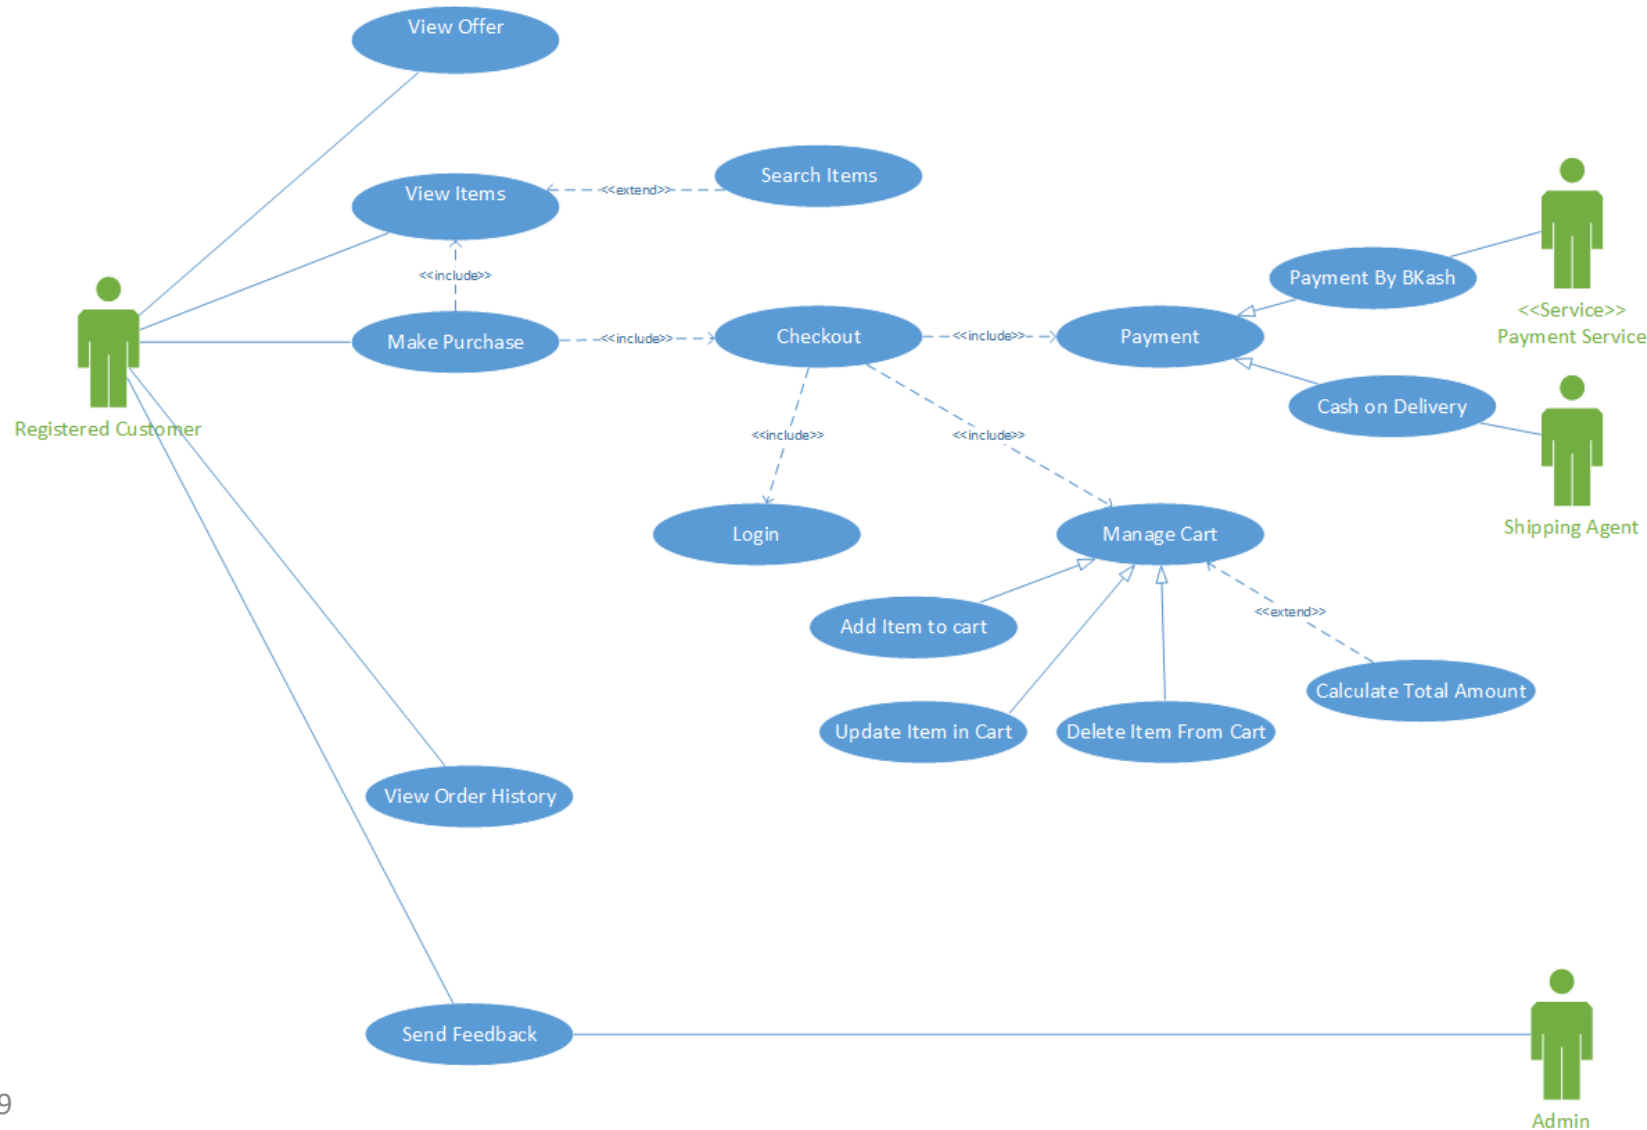 View Offer
Search Items
View Items
<<extend>>
<<include>>
Payment By BKash
<<Service>>
Payment Service
Make Purchase
<<include>>
Checkout
<<include>>
Payment
Cash on Delivery
Registered Customer
<<include>>
<<include>>
Shipping Agent
Login
Manage Cart
<<extend>>
Add Item to cart
Calculate Total Amount
Update Item in Cart
Delete Item From Cart
View Order History
Send Feedback
9
Admin